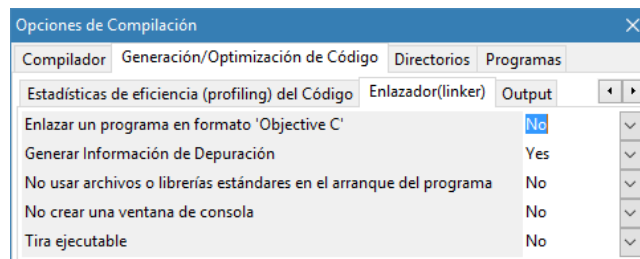 Opciones de Compilación
Compilador Generación/Optimización de Código Directorios Programas
Estadísticas de eficiencia (profiling) del Código Enlazador(linker) Output
Enlazar un programa en formato 'Objective C' No
Generar Información de Depuración Yes
No usar archivos o librerías estándares en el arranque del programa No
No crear una ventana de consola No
Tira ejecutable No